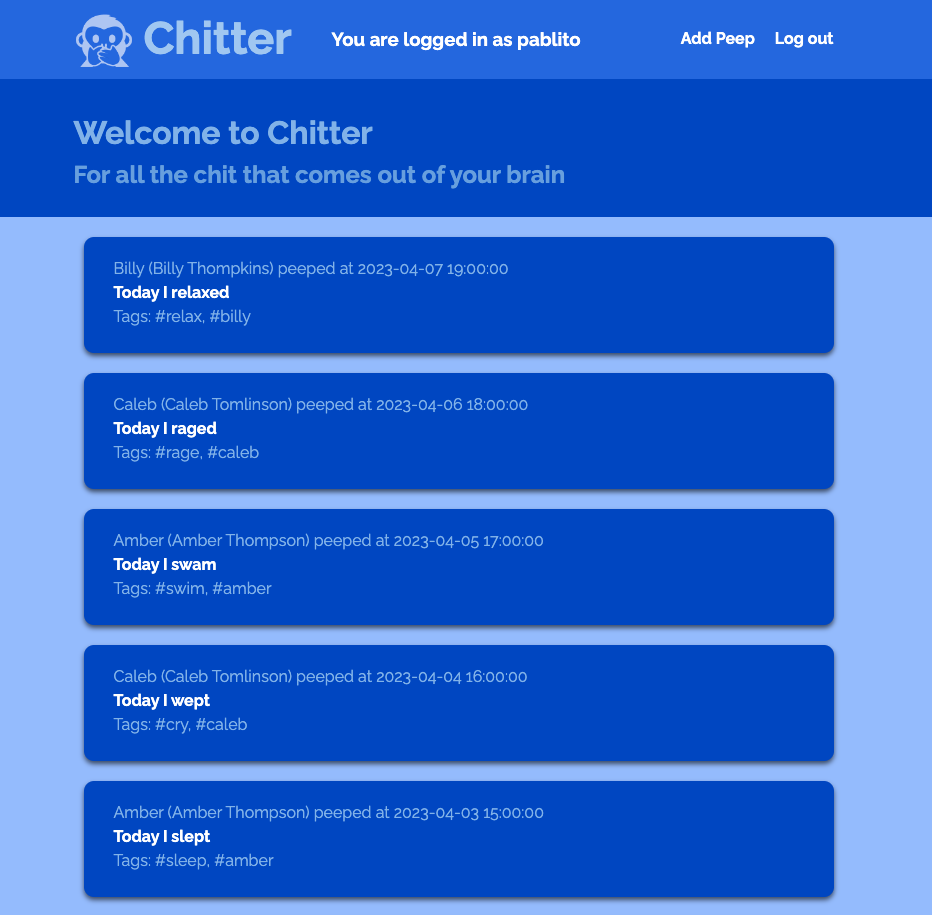 Chitter
You are logged in as pablito
Add Peep
Log out
Welcome to Chitter
For all the chit that comes out of your brain
Billy (Billy Thompkins) peeped at 2023-04-07 19:00:00
Today I relaxed
Tags: #relax, #billy
Caleb (Caleb Tomlinson) peeped at 2023-04-06 18:00:00
Today I raged
Tags: #rage, #caleb
Amber (Amber Thompson) peeped at 2023-04-05 17:00:00
Today I swam
Tags: #swim, #amber
Caleb (Caleb Tomlinson) peeped at 2023-04-04 16:00:00
Today I wept
Tags: #cry, #caleb
Amber (Amber Thompson) peeped at 2023-04-03 15:00:00
Today I slept
Tags: #sleep, #amber